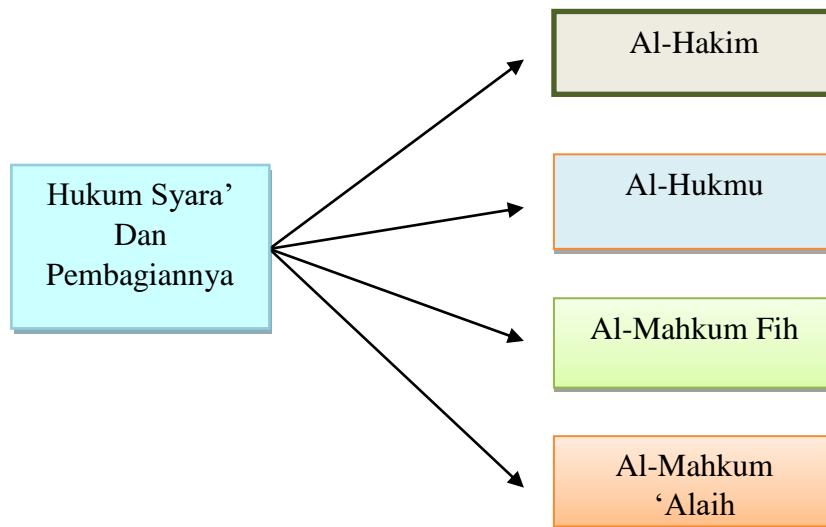 Hukum Syara’
Dan
Pembagiannya
Al-Hakim
Al-Hukmu
Al-Mahkum Fih
Al-Mahkum
‘Alaih